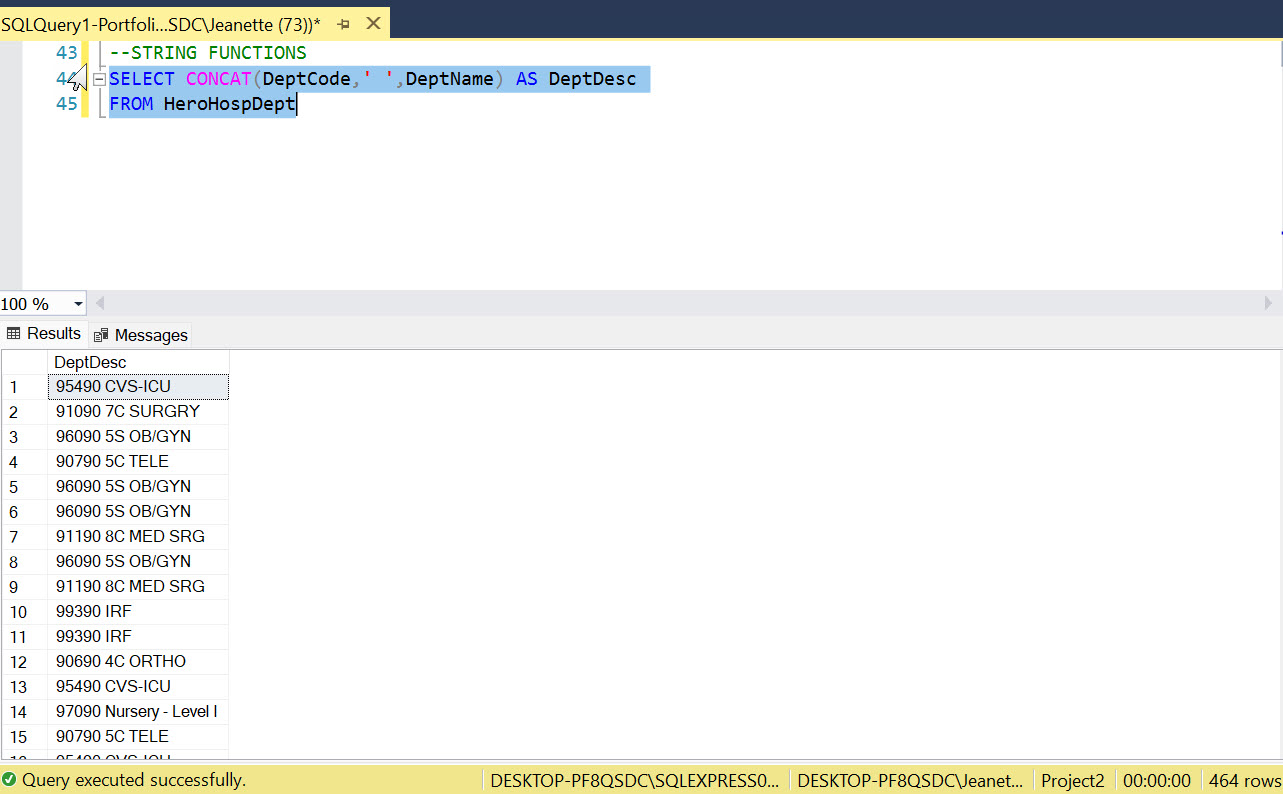 SQLQuery1-Portfoli...SDC\Jeanette (73))*
43 --STRING FUNCTIONS
44 SELECT CONCAT(DeptCode,' ',DeptName) AS DeptDesc
45 FROM HeroHospDept
100 %
Results Messages
DeptDesc
1 95490 CVS-ICU
2 91090 7C SURGRY
3 96090 5S OB/GYN
4 90790 5C TELE
5 96090 5S OB/GYN
6 96090 5S OB/GYN
7 91190 8C MED SRG
8 96090 5S OB/GYN
9 91190 8C MED SRG
10 99390 IRF
11 99390 IRF
12 90690 4C ORTHO
13 95490 CVS-ICU
14 97090 Nursery - Level I
15 90790 5C TELE
16 95490 CVS-ICU
Query executed successfully. DESKTOP-PF8QSDC\SQLEXPRESS0... DESKTOP-PF8QSDC\Jeanet... Project2 00:00:00 464 rows